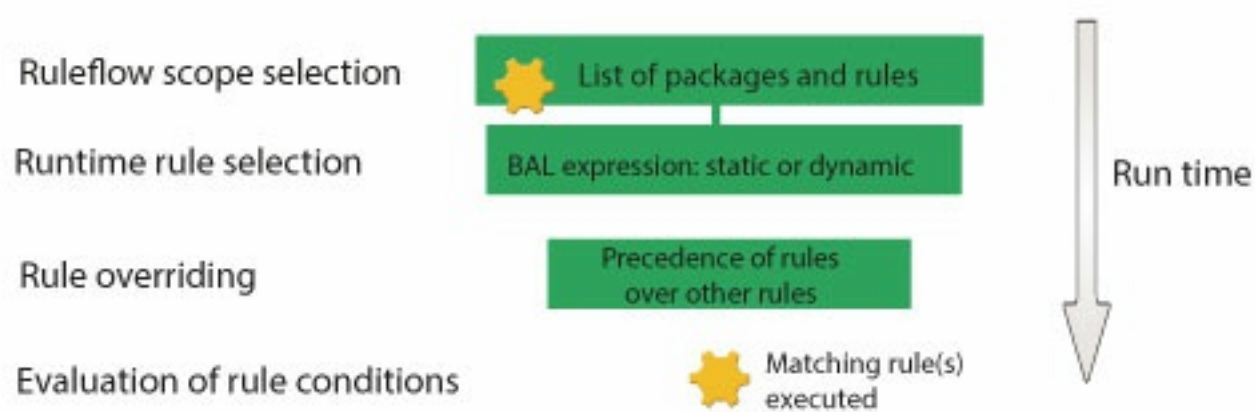 Ruleflow scope selection
List of packages and rules
Runtime rule selection
BAL expression: static or dynamic
Run time
Rule overriding
Precedence of rules
over other rules
Evaluation of rule conditions
Matching rule(s)
executed